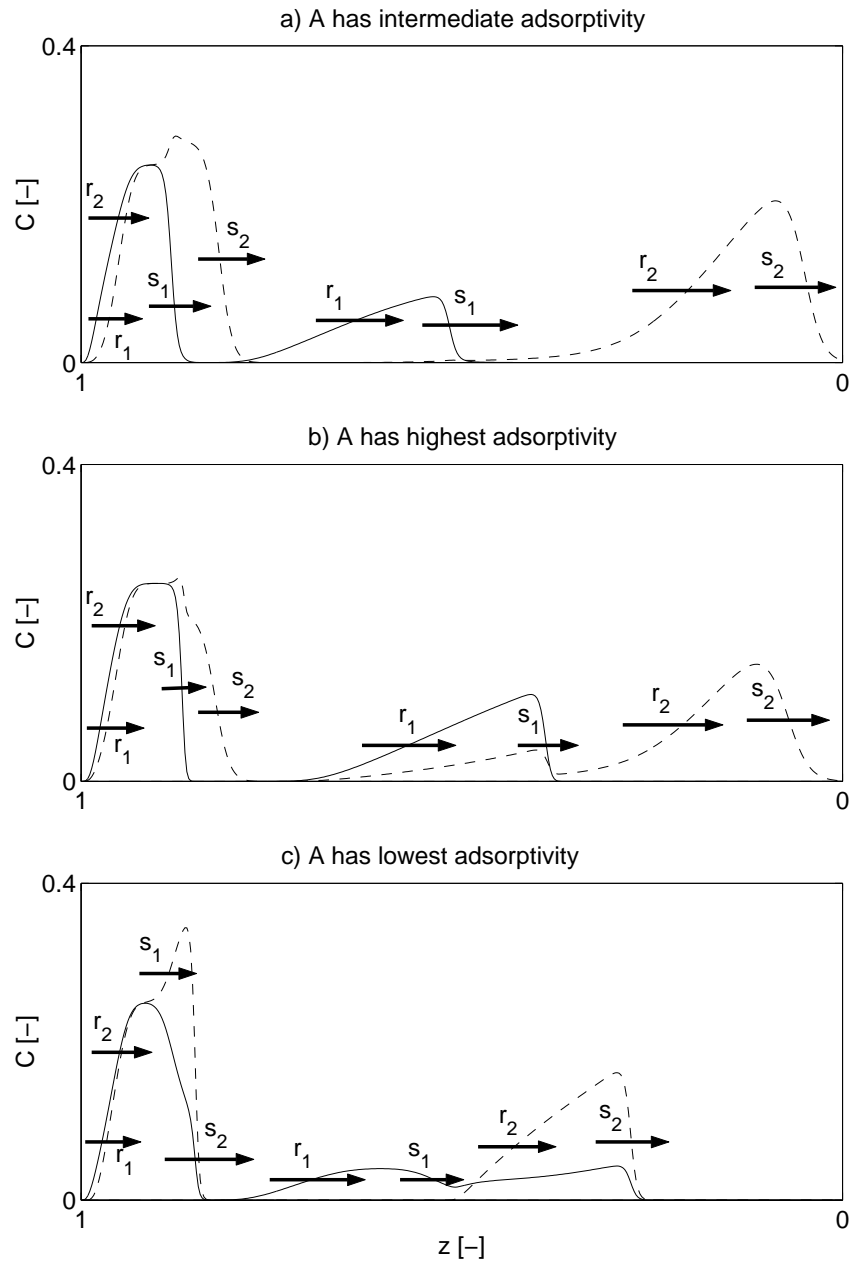 a) A has intermediate adsorptivity
0.4
C [–]
r2
s2
s1
r1
r1
s1
r2
s2
0
1
0
b) A has highest adsorptivity
0.4
C [–]
r2
s1
s2
r1
r1
s1
r2
s2
0
1
0
c) A has lowest adsorptivity
0.4
C [–]
s1
r2
s2
r1
r1
s1
r2
s2
0
1
0
z [–]